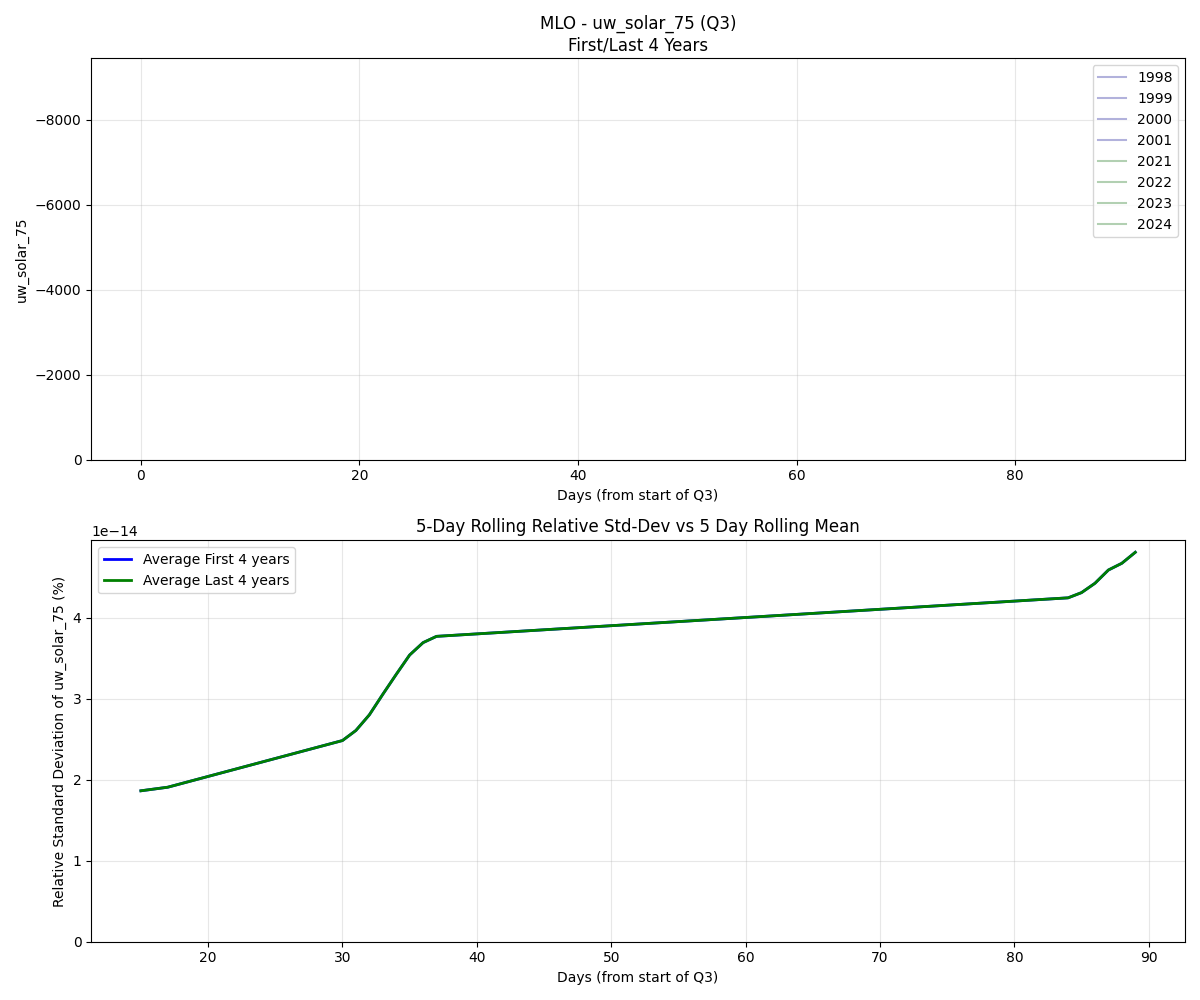 MLO - uw_solar_75 (Q3)
First/Last 4 Years
uw_solar_75
−8000
−6000
−4000
−2000
0
1998
1999
2000
2001
2021
2022
2023
2024
0 20 40 60 80
Days (from start of Q3)
5-Day Rolling Relative Std-Dev vs 5 Day Rolling Mean
1e−14
Relative Standard Deviation of uw_solar_75 (%)
Average First 4 years
Average Last 4 years
4
3
2
1
0
20 30 40 50 60 70 80 90
Days (from start of Q3)